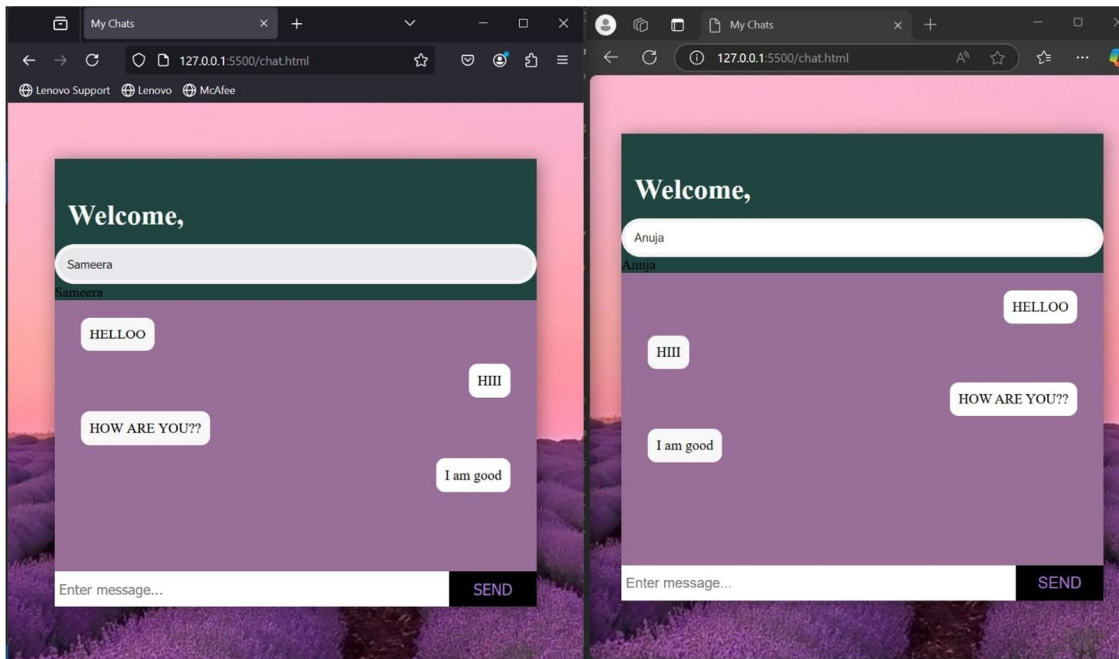 My Chats
127.0.0.1:5500/chat.html
Lenovo Support Lenovo McAfee
Welcome,
Sameera
Sameera
HELLOO
HIII
HOW ARE YOU??
I am good
Enter message...
SEND
My Chats
127.0.0.1:5500/chat.html
Welcome,
Anuja
Anuja
HELLOO
HIII
HOW ARE YOU??
I am good
Enter message...
SEND